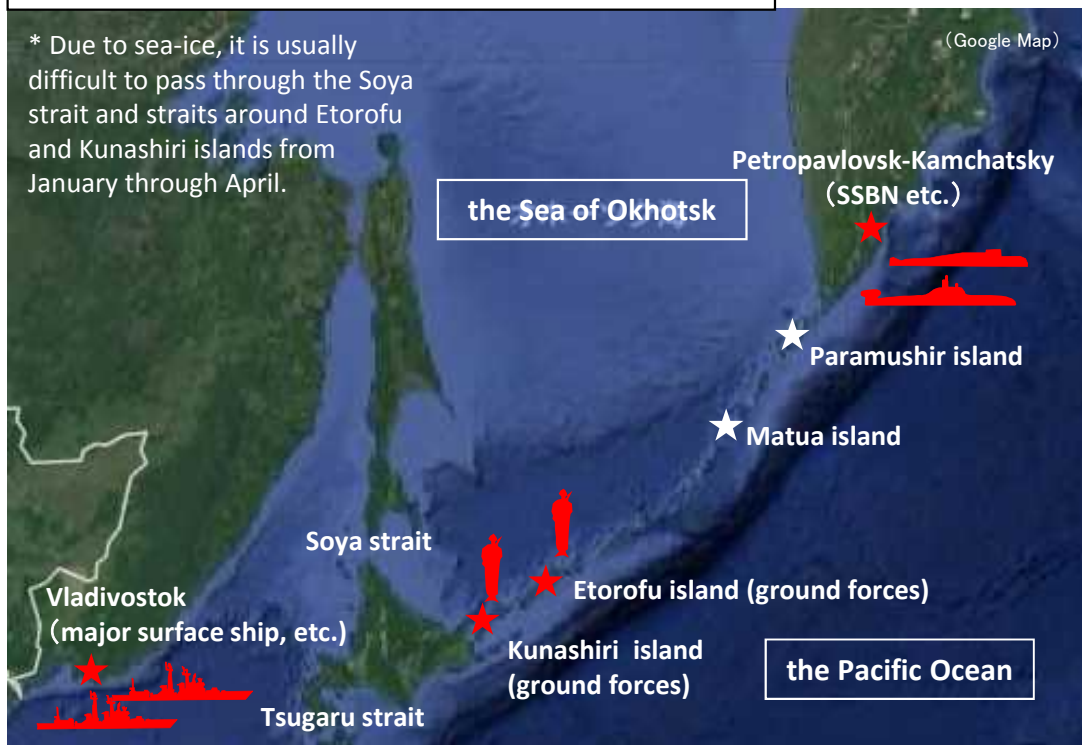 * Due to sea-ice, it is usually
difficult to pass through the Soya
strait and straits around Etorofu
and Kunashiri islands from
January through April.
（Google Map）
Petropavlovsk-Kamchatsky
（SSBN etc.）
the Sea of Okhotsk
Paramushir island
Matua island
Soya strait
Etorofu island (ground forces)
Vladivostok
（major surface ship, etc.)
Kunashiri island
(ground forces)
the Pacific Ocean
Tsugaru strait